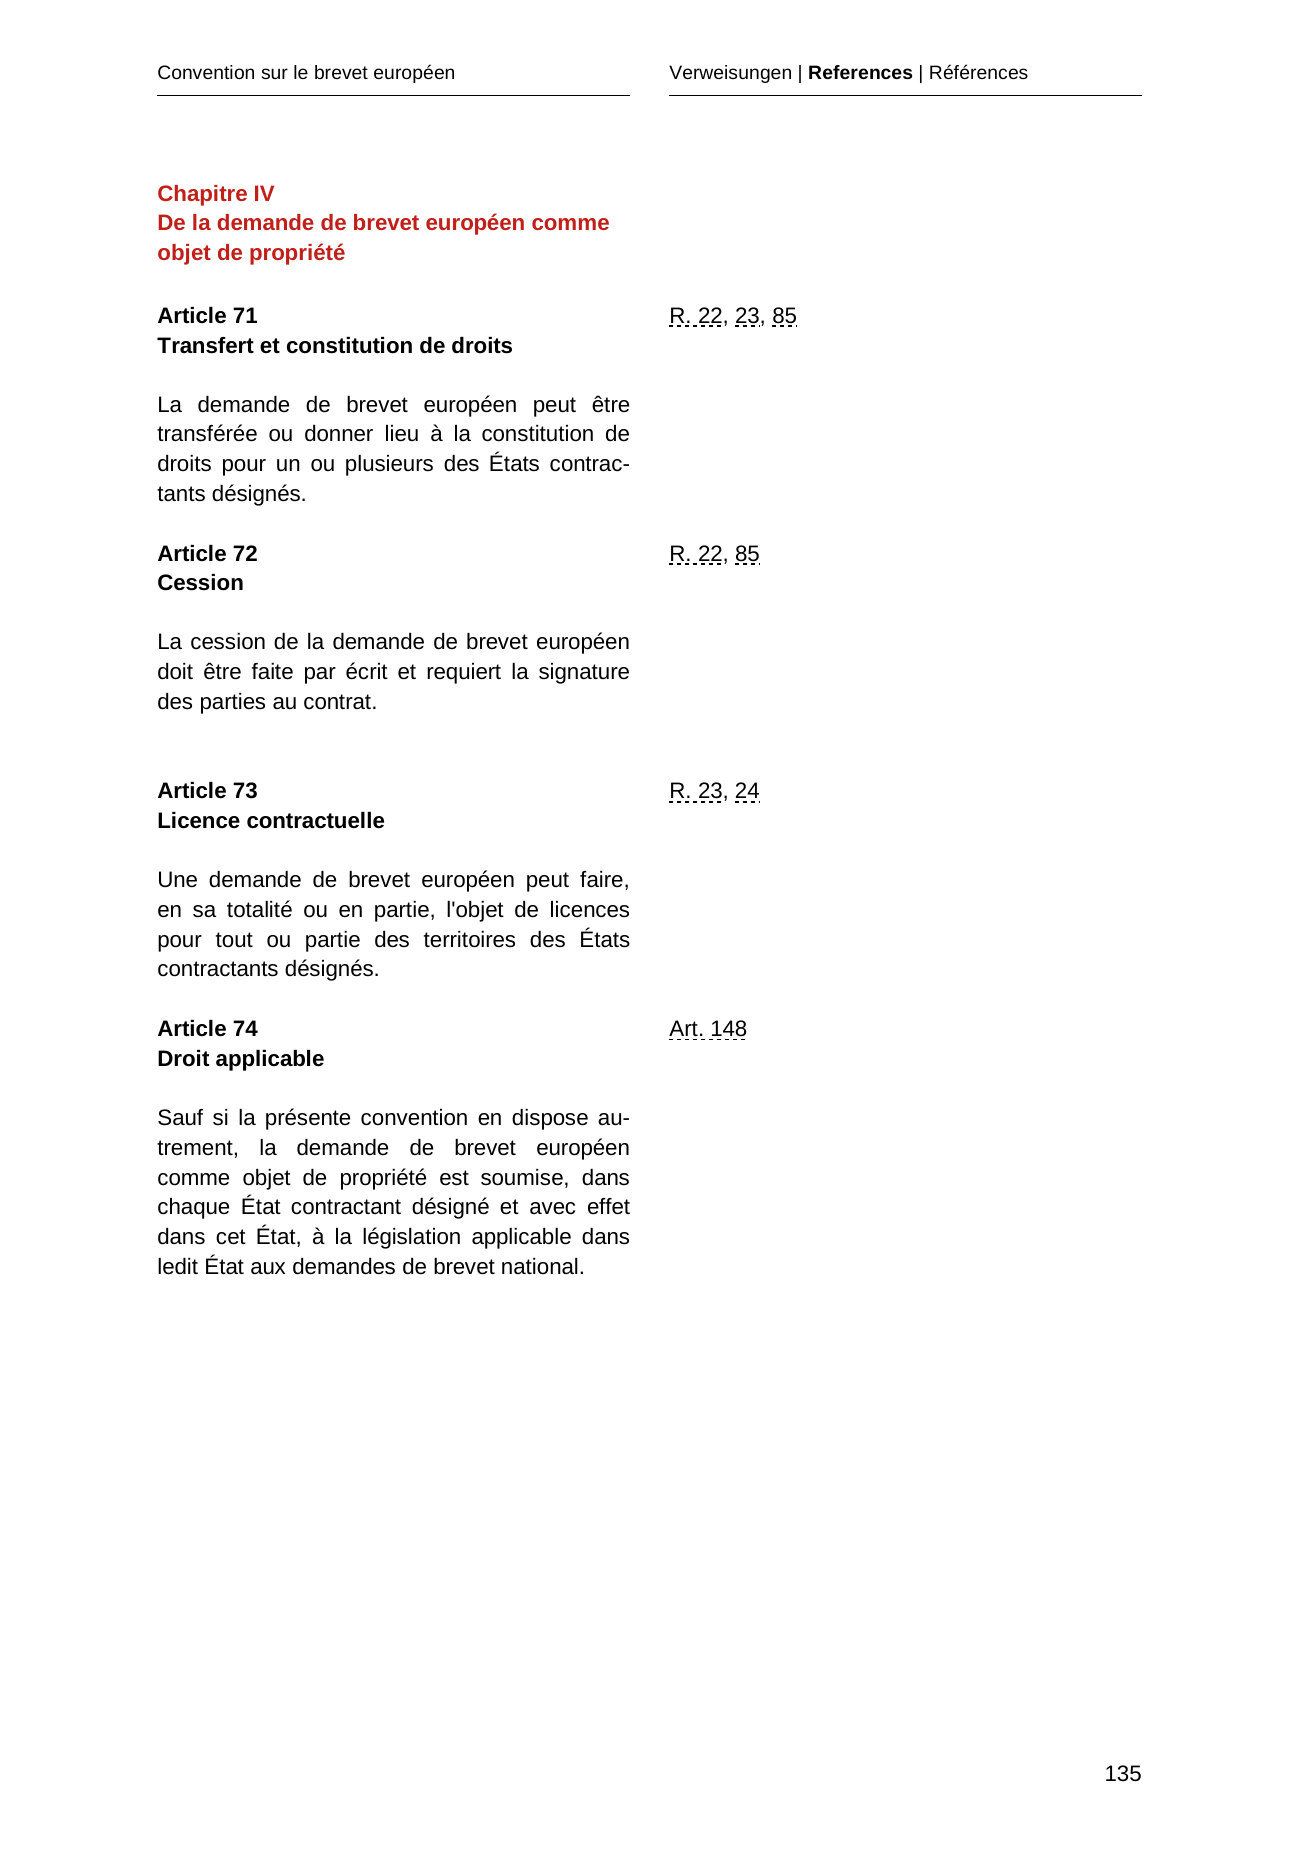 Convention sur le brevet européen
Verweisungen | References | Références
Chapitre IV
De la demande de brevet européen comme
objet de propriété
Article 71
R. 22, 23, 85
Transfert et constitution de droits
La demande de brevet européen peut être
transférée ou donner lieu à la constitution de
droits pour un ou plusieurs des États contrac-
tants désignés.
Article 72
R. 22, 85
Cession
La cession de la demande de brevet européen
doit être faite par écrit et requiert la signature
des parties au contrat.
Article 73
R. 23, 24
Licence contractuelle
Une demande de brevet européen peut faire,
en sa totalité ou en partie, l'objet de licences
pour tout ou partie des territoires des États
contractants désignés.
Article 74
Art. 148
Droit applicable
Sauf si la présente convention en dispose au-
trement, la demande de brevet européen
comme objet de propriété est soumise, dans
chaque État contractant désigné et avec effet
dans cet État, à la législation applicable dans
ledit État aux demandes de brevet national.
135